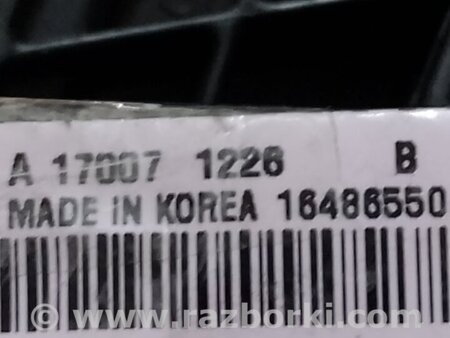 A 17007 1226 B
MADE IN KOREA 16486550
www.razborki.com